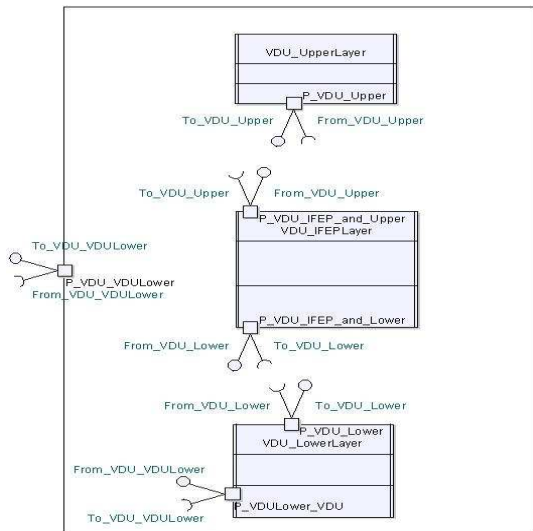 VDU_UpperLayer
P_VDU_Upper
To_VDU_Upper From_VDU_Upper
To_VDU_Upper From_VDU_Upper
P_VDU_IFEP_and_Upper
VDU_IFEPLayer
To_VDU_VDULower
P_VDU_VDULower
From_VDU_VDULower
P_VDU_IFEP_and_Lower
From_VDU_Lower To_VDU_Lower
From_VDU_Lower To_VDU_Lower
P_VDU_Lower
VDU_LowerLayer
From_VDU_VDULower
P_VDULower_VDU
To_VDU_VDULower